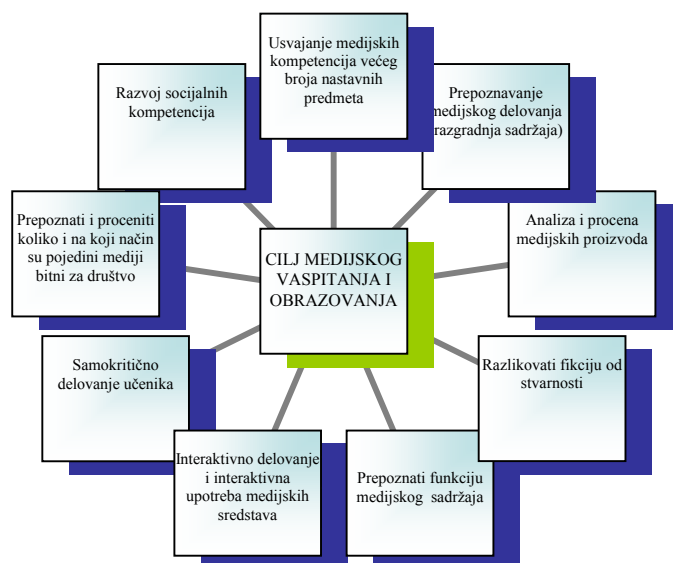 Usvajanje medijskih
kompetencija većeg
broja nastavnih
predmeta
Prepoznavanje
medijskog delovanja
(razgradnja sadržaja)
Analiza i procena
medijskih proizvoda
Razlikovati fikciju od
stvarnosti
Prepoznati funkciju
medijskog sadržaja
Interaktivno delovanje
i interaktivna
upotreba medijskih
sredstava
Samokritično
delovanje učenika
Prepoznati i proceniti
koliko i na koji način
su pojedini mediji
bitni za društvo
Razvoj socijalnih
kompetencija
CILJ MEDIJSKOG
VASPITANJA I
OBRAZOVANJA